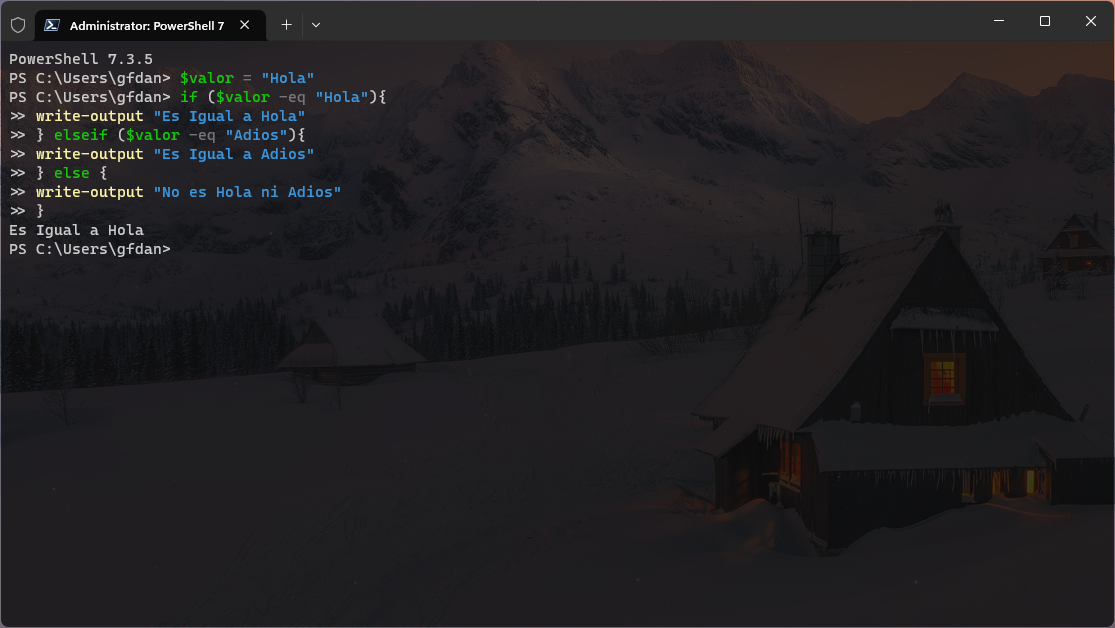 Administrator: PowerShell 7
PowerShell 7.3.5
PS C:\Users\gfdan> $valor = "Hola"
PS C:\Users\gfdan> if ($valor -eq "Hola"){
>> write-output "Es Igual a Hola"
>> } elseif ($valor -eq "Adios"){
>> write-output "Es Igual a Adios"
>> } else {
>> write-output "No es Hola ni Adios"
>> }
Es Igual a Hola
PS C:\Users\gfdan>